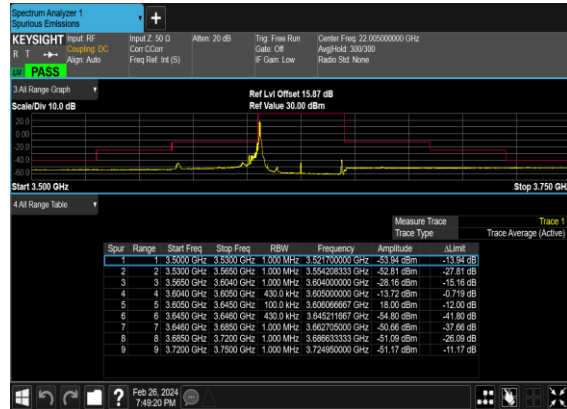 Spectrum Analyzer 1
Spurious Emissions
KEYSIGHT Input: RF Input Z: 50 Ω Atten: 20 dB Trig: Free Run Center Freq: 22.005000000 GHz
R T Coupling: DC Corr CCorr Gate: Off Avg|Hold: 300/300
Align: Auto Freq Ref: Int (S) IF Gain: Low Radio Std: None
PASS
3 All Range Graph
Ref Lvl Offset 15.87 dB
Scale/Div 10.0 dB Ref Value 30.00 dBm
20.0
0.00
-20.0
-40.0
-60.0
Start 3.500 GHz Stop 3.750 GHz
4 All Range Table
Measure Trace Trace 1
Trace Type Trace Average (Active)
Spur Range Start Freq Stop Freq RBW Frequency Amplitude ΔLimit
1 1 3.5000 GHz 3.5300 GHz 1.000 MHz 3.521700000 GHz -53.94 dBm -13.94 dB
2 2 3.5300 GHz 3.5650 GHz 1.000 MHz 3.554208333 GHz -52.81 dBm -27.81 dB
3 3 3.5650 GHz 3.6040 GHz 1.000 MHz 3.604000000 GHz -28.16 dBm -15.16 dB
4 4 3.6040 GHz 3.6050 GHz 430.0 kHz 3.605000000 GHz -13.72 dBm -0.719 dB
5 5 3.6050 GHz 3.6450 GHz 100.0 kHz 3.606066667 GHz 18.00 dBm -12.00 dB
6 6 3.6450 GHz 3.6460 GHz 430.0 kHz 3.645211667 GHz -54.80 dBm -41.80 dB
7 7 3.6460 GHz 3.6850 GHz 1.000 MHz 3.662705000 GHz -50.66 dBm -37.66 dB
8 8 3.6850 GHz 3.7200 GHz 1.000 MHz 3.686633333 GHz -51.09 dBm -26.09 dB
9 9 3.7200 GHz 3.7500 GHz 1.000 MHz 3.724950000 GHz -51.17 dBm -11.17 dB
Feb 26, 2024
7:49:20 PM